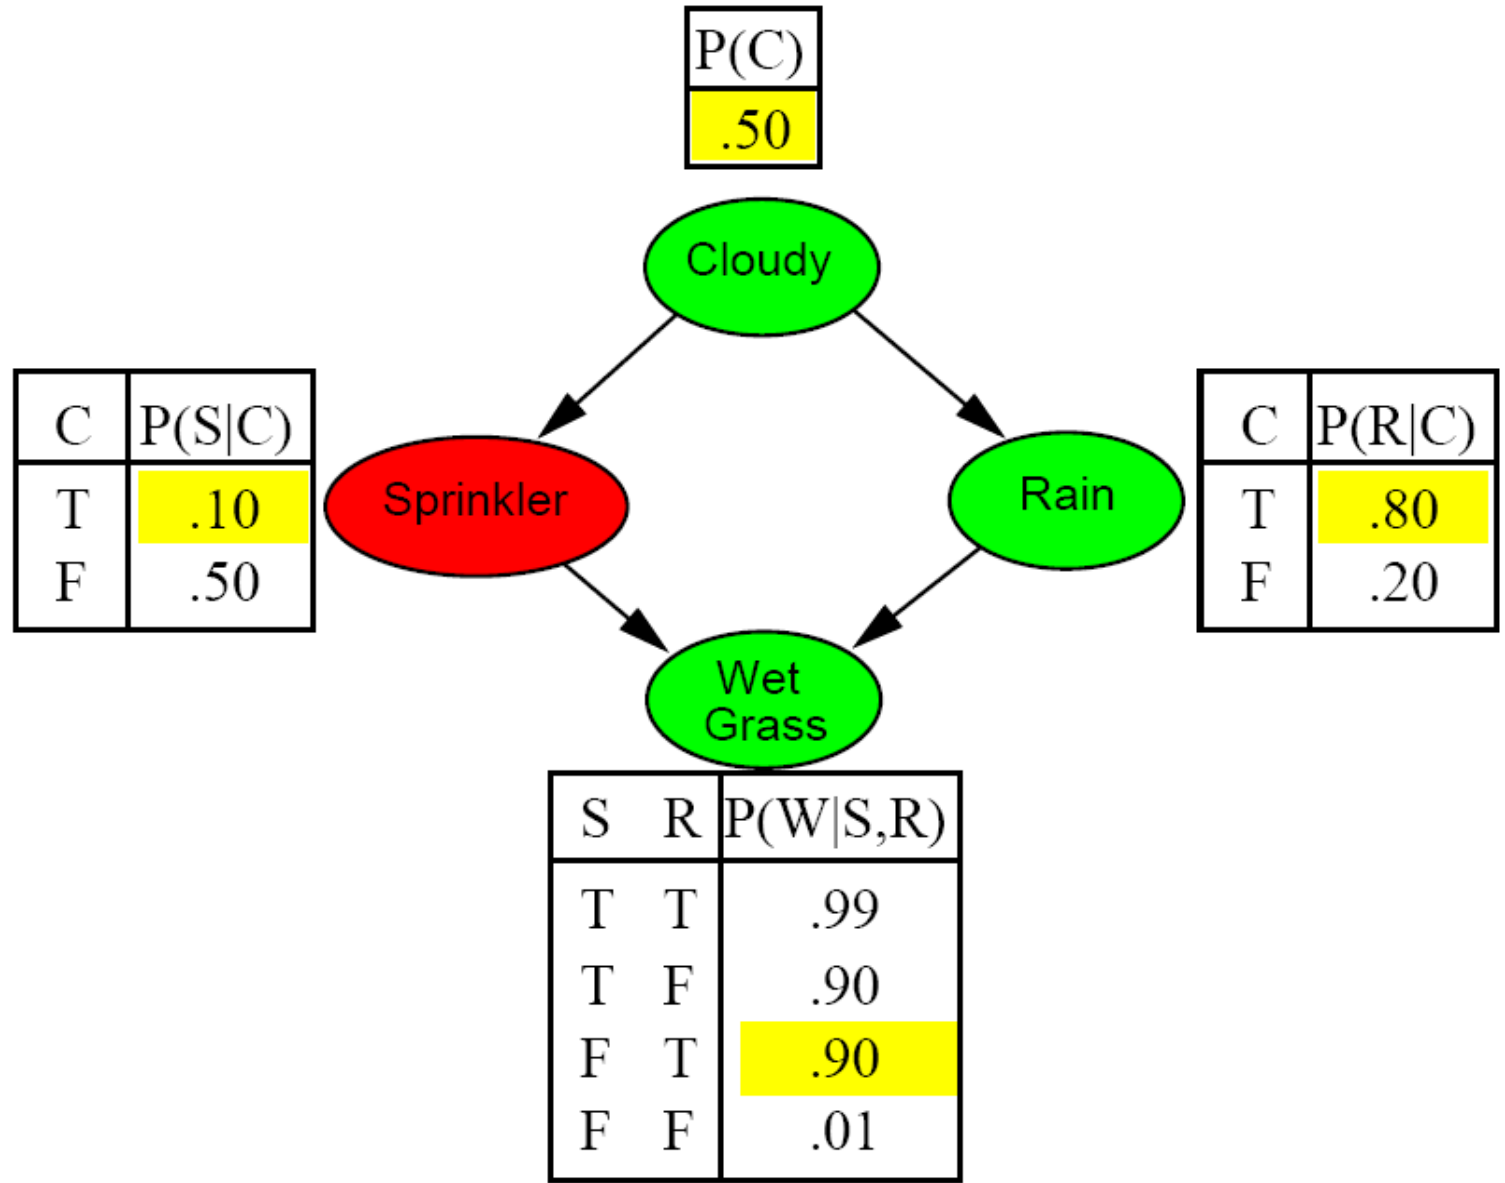 P(C)
.50
Cloudy
C P(S|C)
T .10
F .50
Sprinkler
Rain
C P(R|C)
T .80
F .20
Wet
Grass
S R P(W|S,R)
T T .99
T F .90
F T .90
F F .01